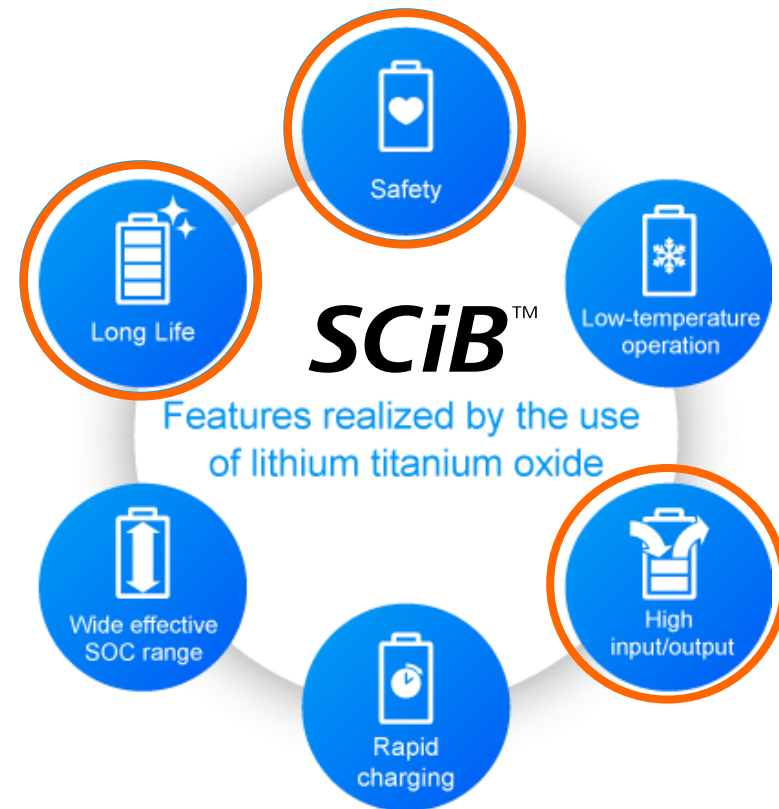 Safety
Long Life
Low-temperature
operation
SCiB™
Features realized by the use
of lithium titanium oxide
Wide effective
SOC range
High
input/output
Rapid
charging